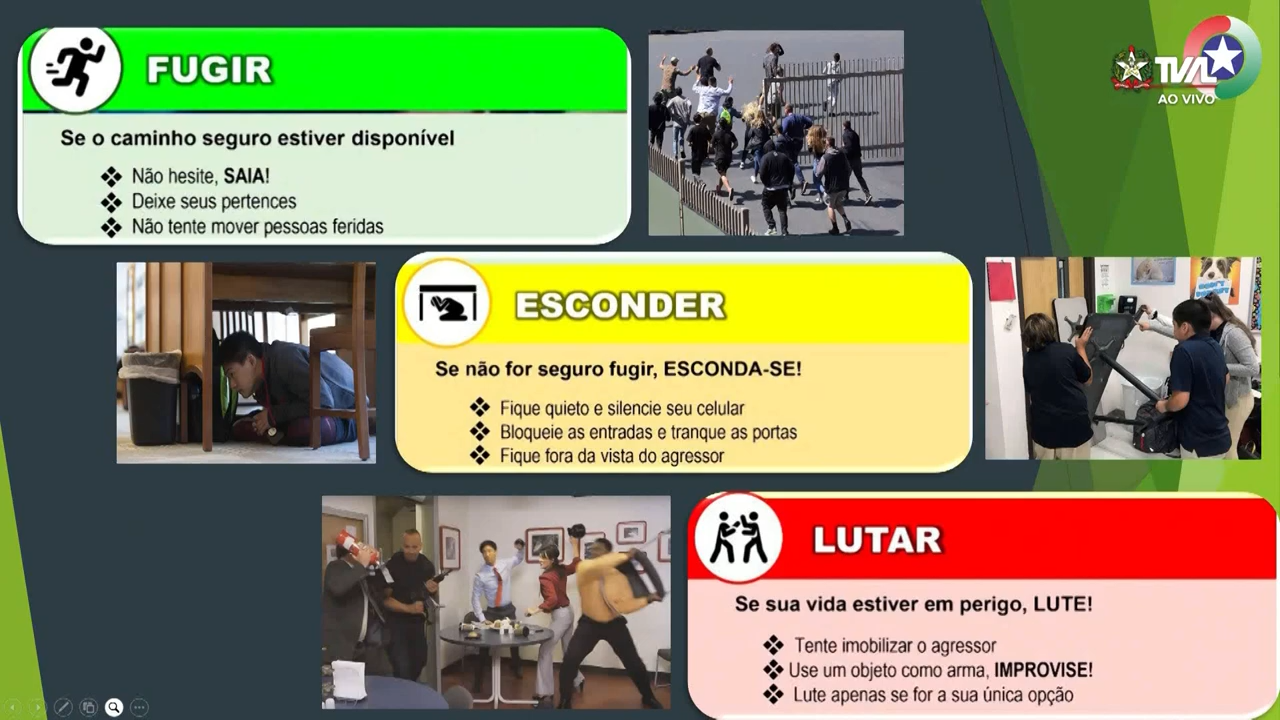 FUGIR
Se o caminho seguro estiver disponível
Não hesite, SAIA!
Deixe seus pertences
Não tente mover pessoas feridas
TVAL
AO VIVO
ESCONDER
Se não for seguro fugir, ESCONDA-SE!
Fique quieto e silencie seu celular
Bloqueie as entradas e tranque as portas
Fique fora da vista do agressor
LUTAR
Se sua vida estiver em perigo, LUTE!
Tente imobilizar o agressor
Use um objeto como arma, IMPROVISE!
Lute apenas se for a sua única opção